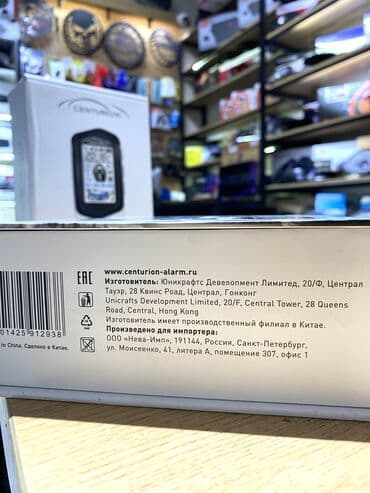 CENTURION
www.centurion-alarm.ru
Изготовитель: Юникрафтс Девелопмент Лимитед, 20/Ф, Централ
Тауэр, 28 Квинс Роад, Централ, Гонконг
Unicrafts Development Limited, 20/F, Central Tower, 28 Queens
Road, Central, Hong Kong
Изготовитель имеет производственный филиал в Китае.
Произведено для импортера:
ООО «Нева-Имп», 191144, Россия, Санкт-Петербург,
ул. Моисеенко, 41, литера А, помещение 307, офис 1
EAC
01425 912938
in China. Сделано в Китае.